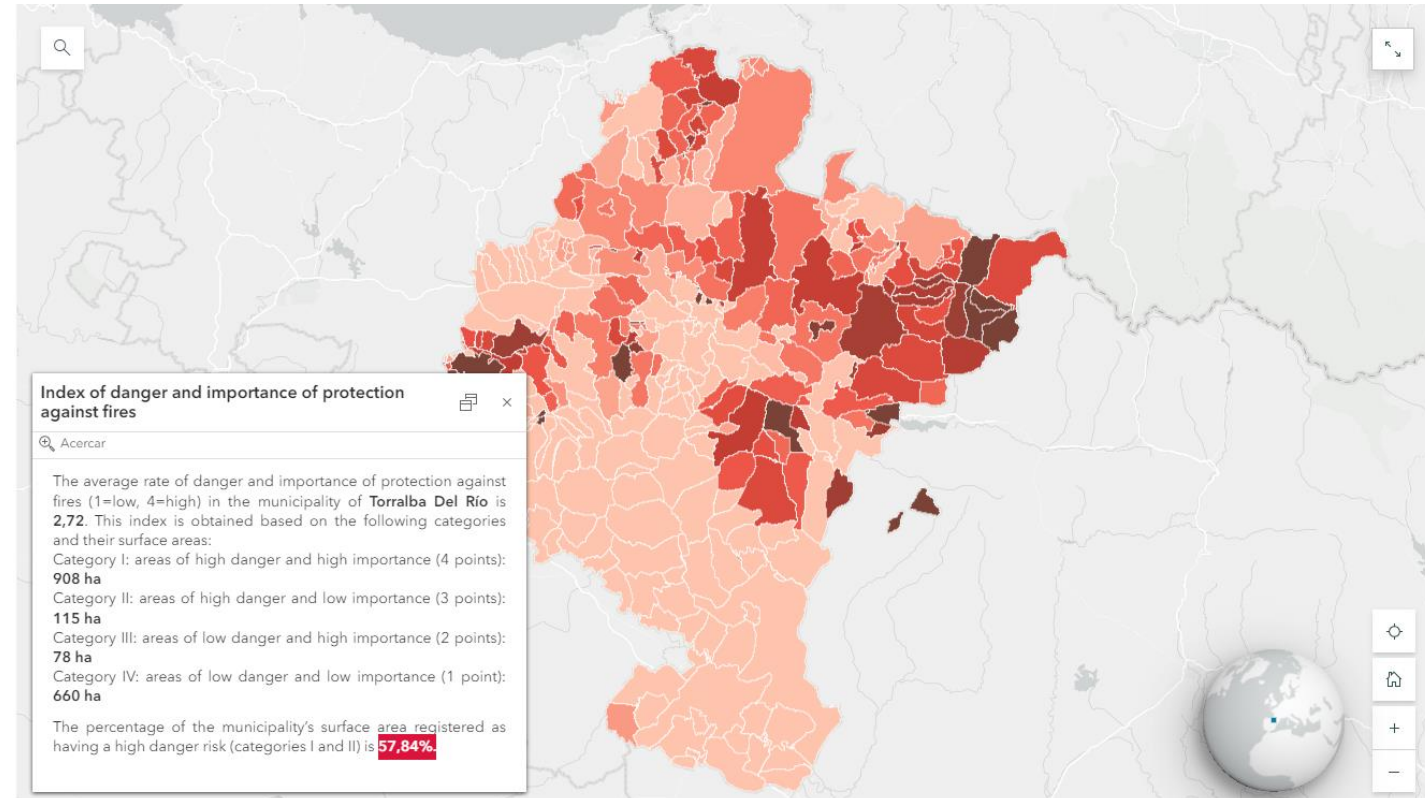 Index of danger and importance of protection
against fires
Acercar
The average rate of danger and importance of protection against
fires (1=low, 4=high) in the municipality of Torralba Del Río is
2,72. This index is obtained based on the following categories
and their surface areas:
Category I: areas of high danger and high importance (4 points):
908 ha
Category II: areas of high danger and low importance (3 points):
115 ha
Category III: areas of low danger and high importance (2 points):
78 ha
Category IV: areas of low danger and low importance (1 point):
660 ha
The percentage of the municipality’s surface area registered as
having a high danger risk (categories I and II) is 57,84%.